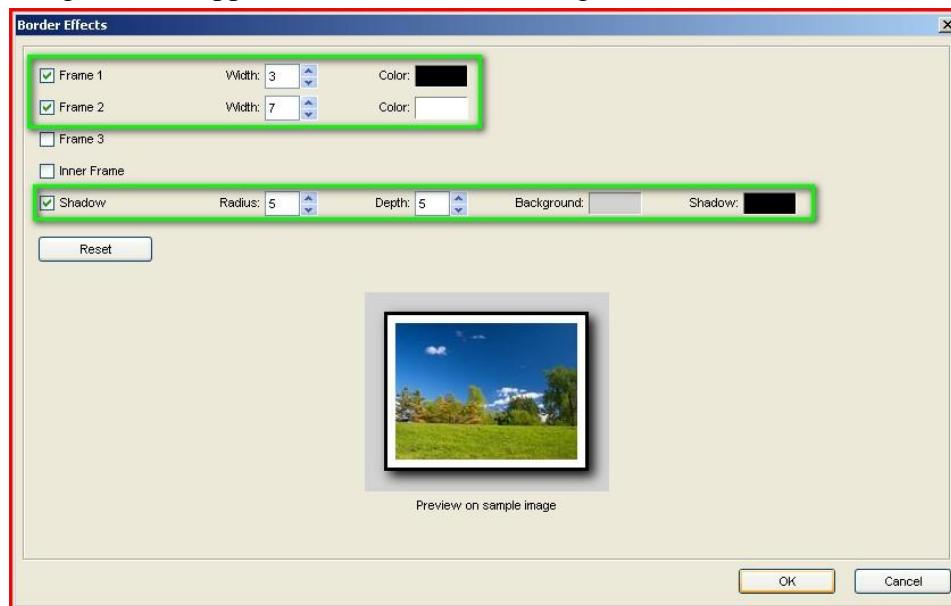 Border Effects
Frame 1 Width: 3 Color:
Frame 2 Width: 7 Color:
Frame 3
Inner Frame
Shadow Radius: 5 Depth: 5 Background: Shadow:
Reset
Preview on sample image
OK Cancel